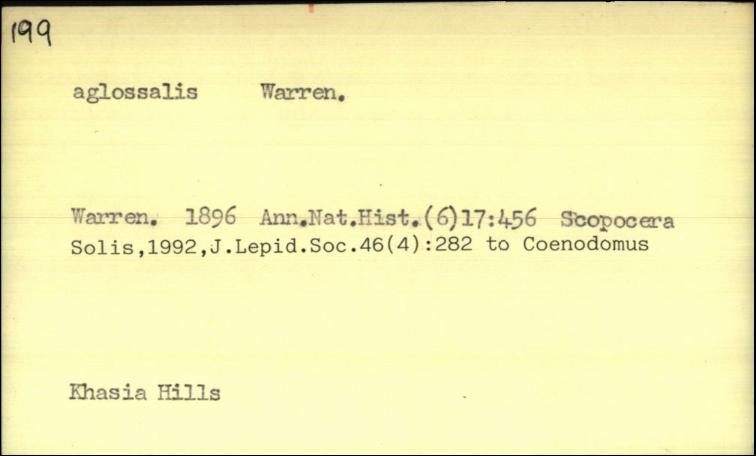 199
aglossalis Warren.
Warren. 1896 Ann.Nat.Hist.(6)17:456 Scopocera
Solis,1992,J.Lepid.Soc.46(4):282 to Coenodomus
Khasia Hills